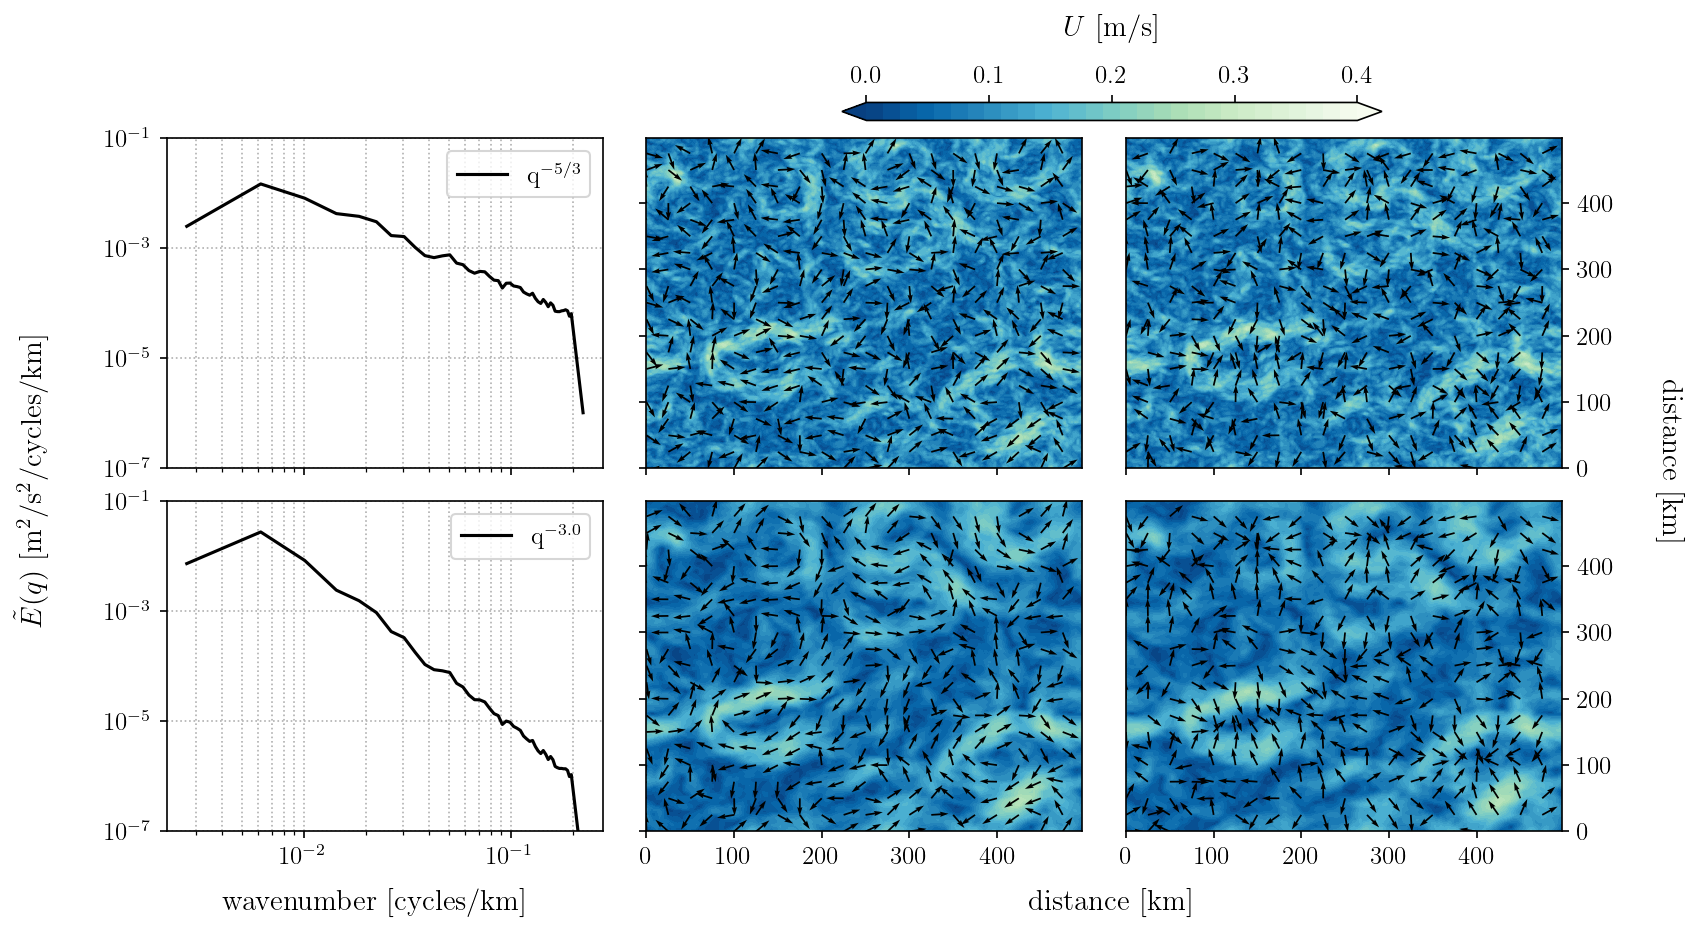 U [m/s]
0.0 0.1 0.2 0.3 0.4
10⁻¹
10⁻³
10⁻⁵
10⁻⁷
q⁻⁵ᐟ³
400
300
200
100
0
10⁻¹
10⁻³
10⁻⁵
10⁻⁷
q⁻³·⁰
400
300
200
100
0
10⁻² 10⁻¹
0 100 200 300 400
0 100 200 300 400
Ẽ(q) [m²/s²/cycles/km]
distance [km]
wavenumber [cycles/km]
distance [km]